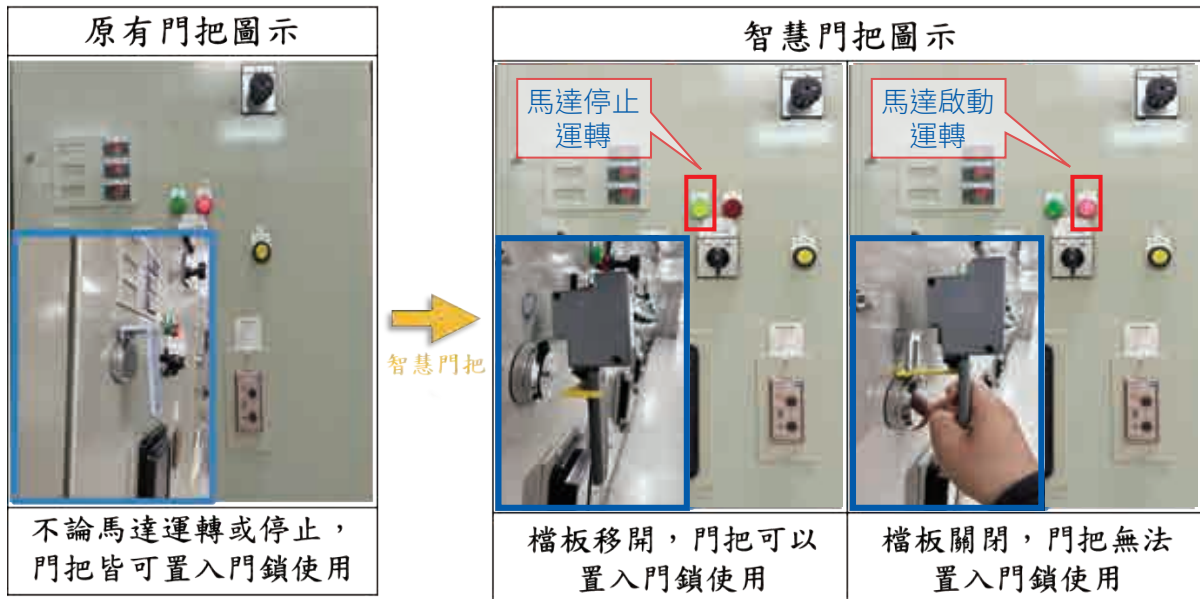 原有門把圖示
不論馬達運轉或停止，
門把皆可置入門鎖使用
智慧門把
智慧門把圖示
馬達停止
運轉
馬達啟動
運轉
檔板移開，門把可以
置入門鎖使用
檔板關閉，門把無法
置入門鎖使用